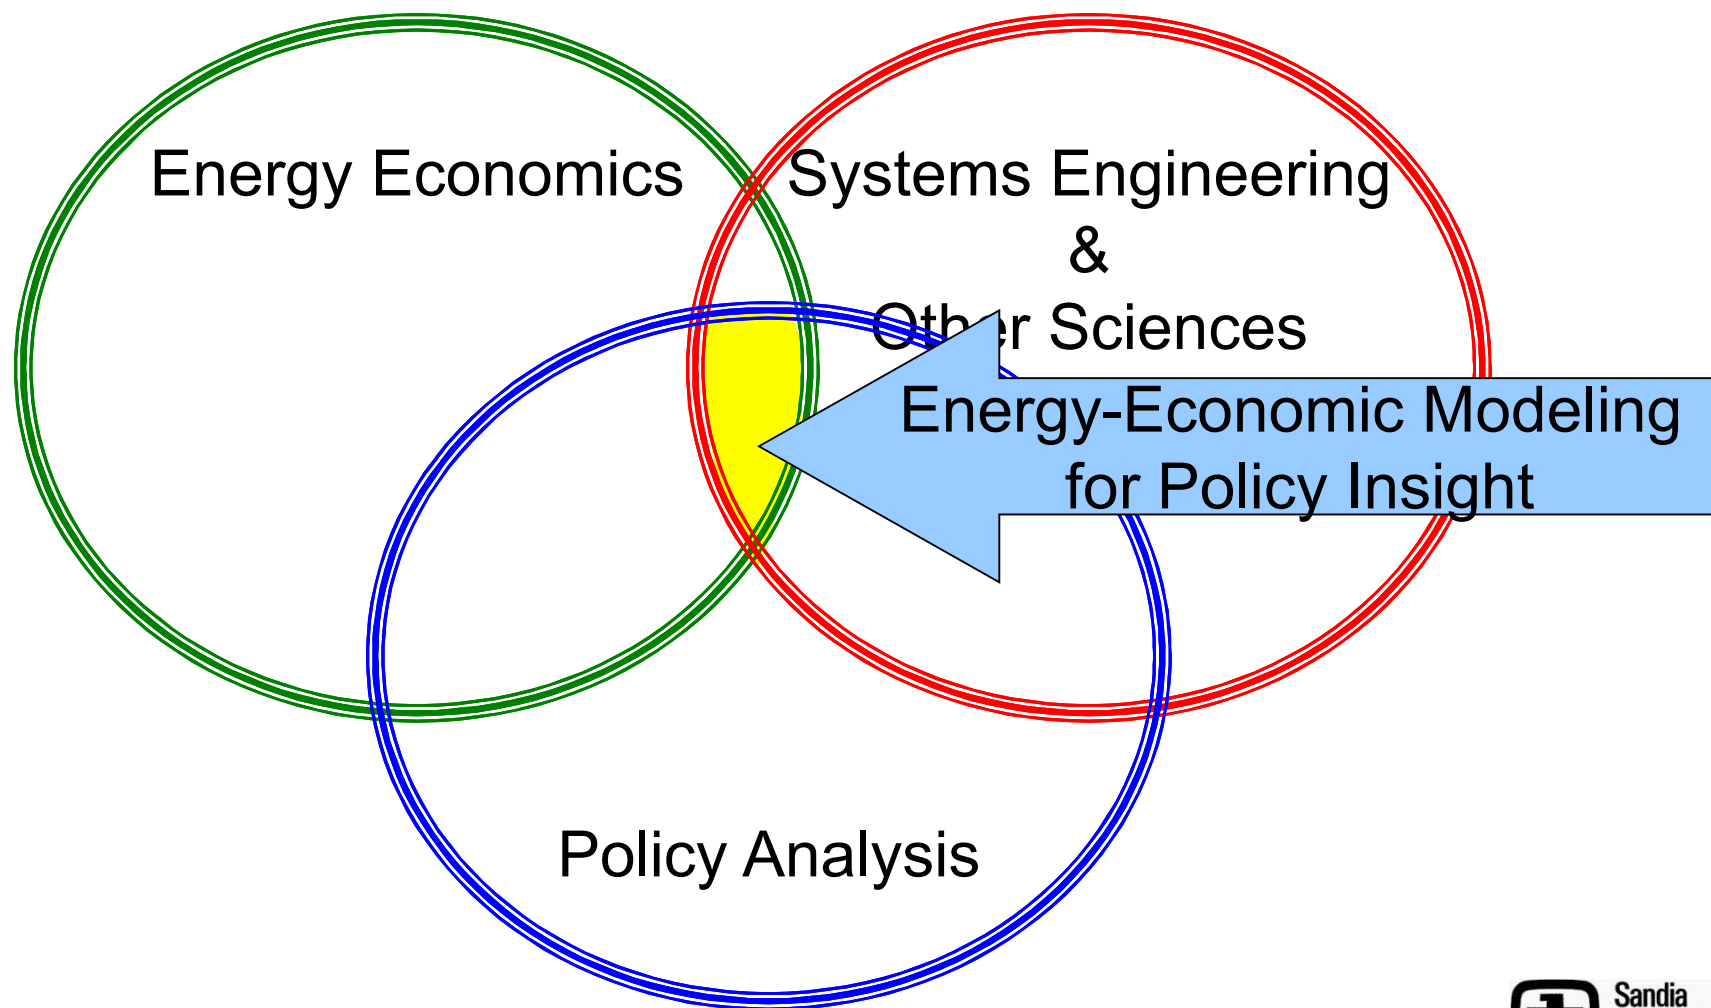 Energy Economics
Systems Engineering
&
Other Sciences
Energy-Economic Modeling
for Policy Insight
Policy Analysis
Sandia